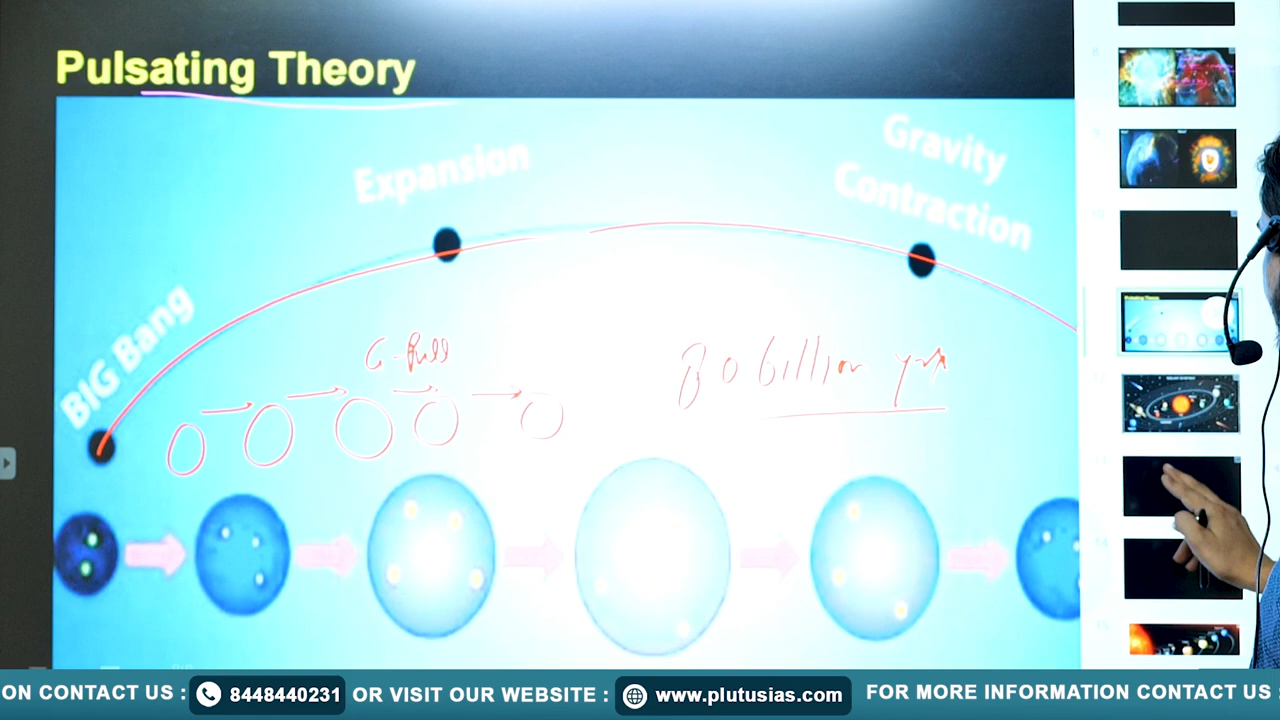 Pulsating Theory
Expansion
Gravity
Contraction
BIG Bang
G-Pull
80 billion yrs
ON CONTACT US : 8448440231 OR VISIT OUR WEBSITE : www.plutusias.com FOR MORE INFORMATION CONTACT US :